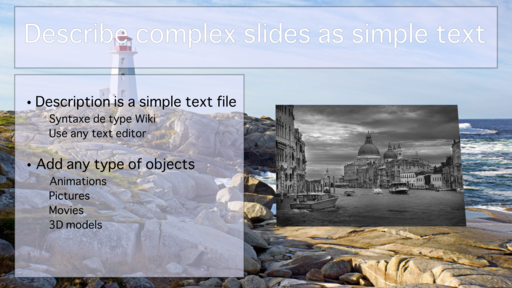 Describe complex slides as simple text
• Description is a simple text file
Syntaxe de type Wiki
Use any text editor
• Add any type of objects
Animations
Pictures
Movies
3D models